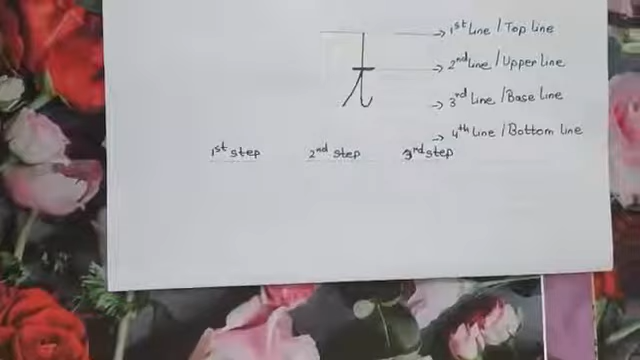 → 1st Line / Top line
t → 2nd Line / Upper line
→ 3rd Line / Base line
→ 4th Line / Bottom line
1st step 2nd step 3rd step